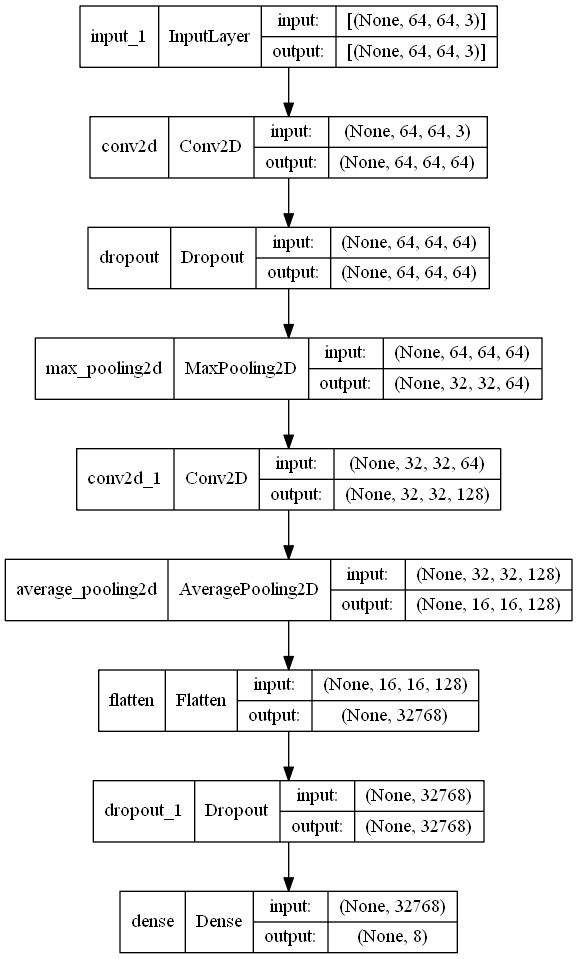 input_1 InputLayer input: [(None, 64, 64, 3)]
output: [(None, 64, 64, 3)]
conv2d Conv2D input: (None, 64, 64, 3)
output: (None, 64, 64, 64)
dropout Dropout input: (None, 64, 64, 64)
output: (None, 64, 64, 64)
max_pooling2d MaxPooling2D input: (None, 64, 64, 64)
output: (None, 32, 32, 64)
conv2d_1 Conv2D input: (None, 32, 32, 64)
output: (None, 32, 32, 128)
average_pooling2d AveragePooling2D input: (None, 32, 32, 128)
output: (None, 16, 16, 128)
flatten Flatten input: (None, 16, 16, 128)
output: (None, 32768)
dropout_1 Dropout input: (None, 32768)
output: (None, 32768)
dense Dense input: (None, 32768)
output: (None, 8)